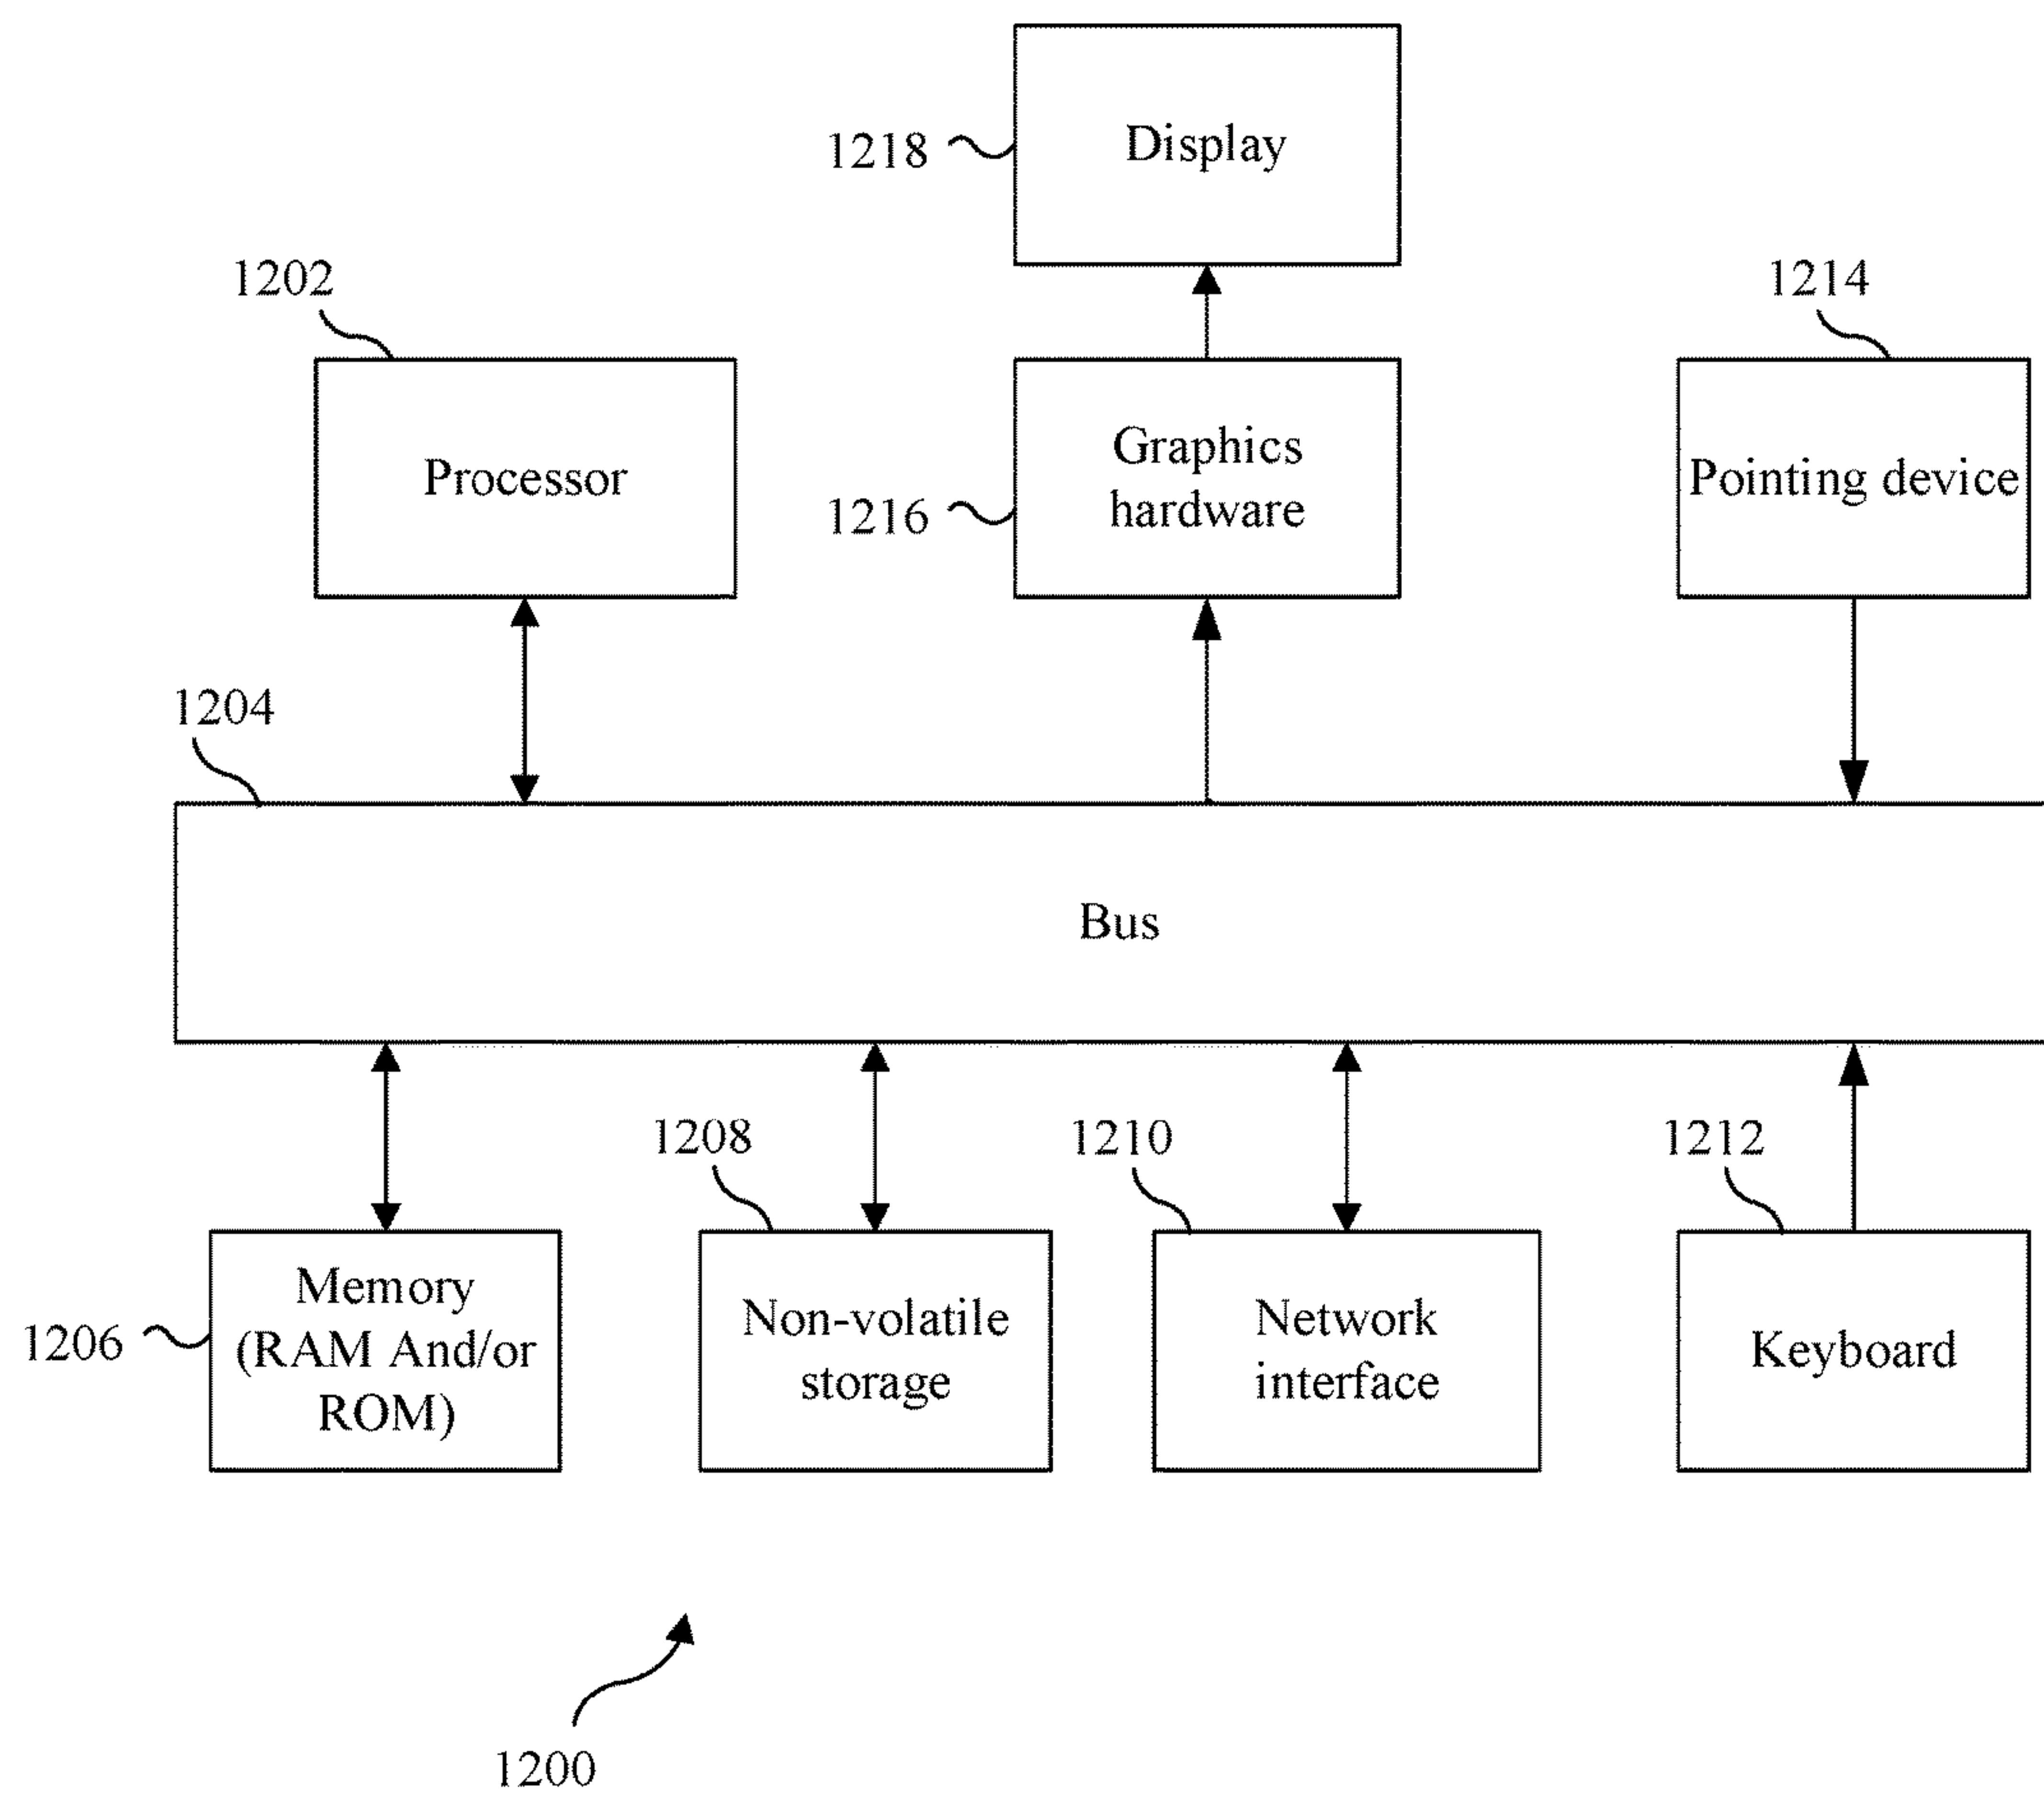 1218
Display
1202
1214
Processor
Graphics
hardware
1216
Pointing device
1204
Bus
1208
1210
1212
1206
Memory
(RAM And/or
ROM)
Non-volatile
storage
Network
interface
Keyboard
1200